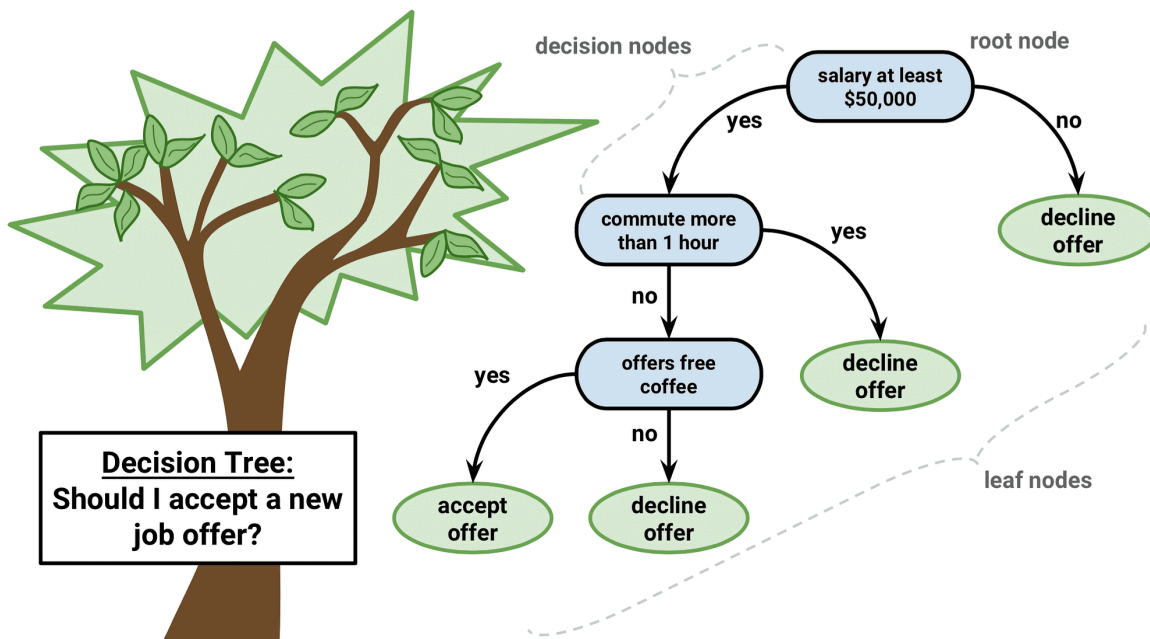 decision nodes
root node
salary at least
$50,000
yes
no
commute more
than 1 hour
decline
offer
yes
no
offers free
coffee
decline
offer
yes
no
leaf nodes
accept
offer
decline
offer
Decision Tree:
Should I accept a new
job offer?